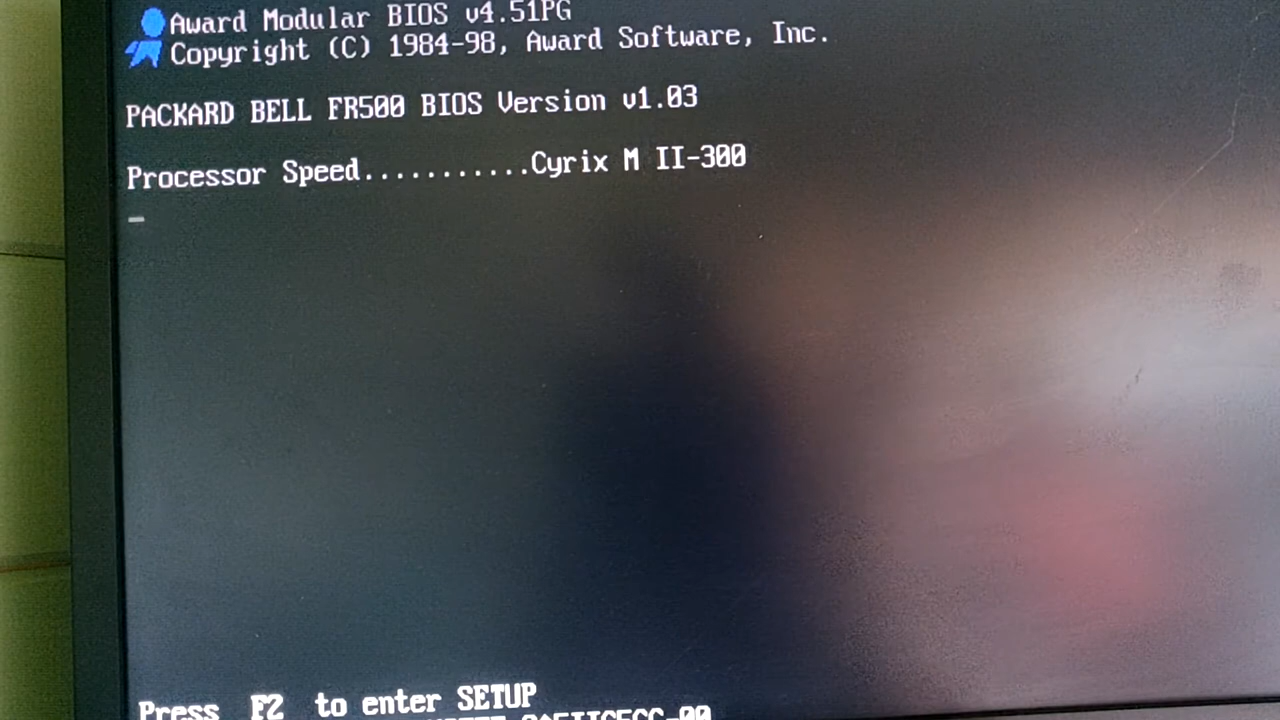 Award Modular BIOS v4.51PG
Copyright (C) 1984-98, Award Software, Inc.
PACKARD BELL FR500 BIOS Version v1.03
Processor Speed...........Cyrix M II-300
Press F2 to enter SETUP